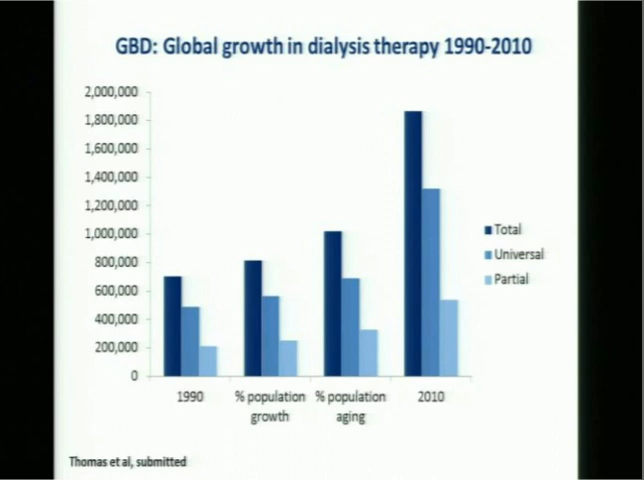 GBD: Global growth in dialysis therapy 1990-2010
2,000,000
1,800,000
1,600,000
1,400,000
1,200,000
1,000,000
800,000
600,000
400,000
200,000
0
1990
% population growth
% population aging
2010
Total
Universal
Partial
Thomas et al, submitted